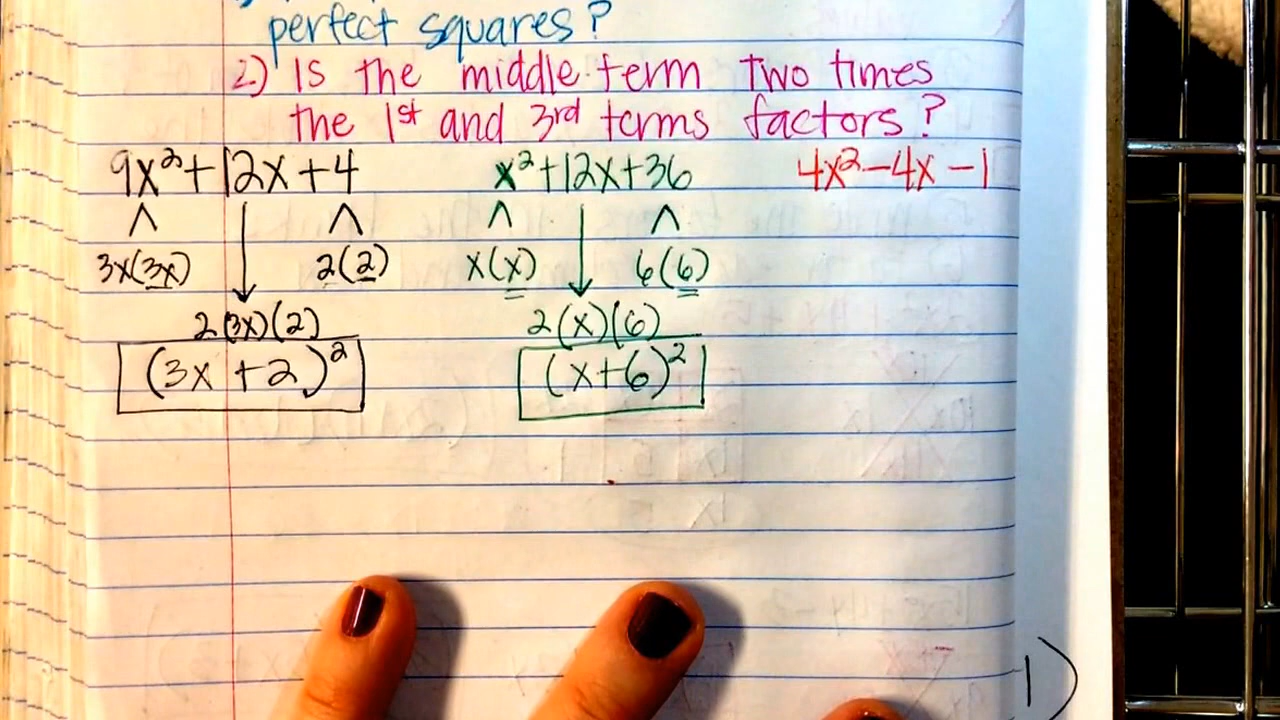 perfect squares?
2.) Is the middle term two times
the 1st and 3rd terms factors?
9x²+12x+4 x²+12x+36 4x²-4x-1
3x(3x) 2(2) x(x) 6(6)
2(3x)(2) 2(x)(6)
(3x+2)² (x+6)²
1)